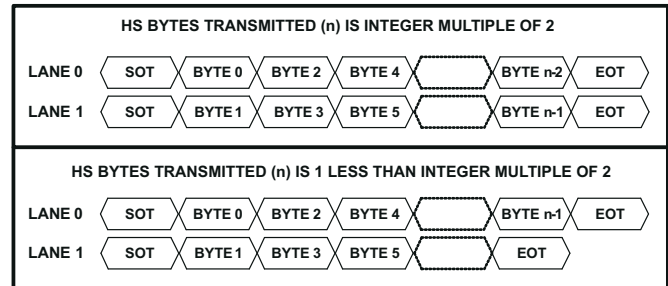 HS BYTES TRANSMITTED (n) IS INTEGER MULTIPLE OF 2
LANE 0 SOT BYTE 0 BYTE 2 BYTE 4 BYTE n-2 EOT
LANE 1 SOT BYTE 1 BYTE 3 BYTE 5 BYTE n-1 EOT
HS BYTES TRANSMITTED (n) IS 1 LESS THAN INTEGER MULTIPLE OF 2
LANE 0 SOT BYTE 0 BYTE 2 BYTE 4 BYTE n-1 EOT
LANE 1 SOT BYTE 1 BYTE 3 BYTE 5 EOT